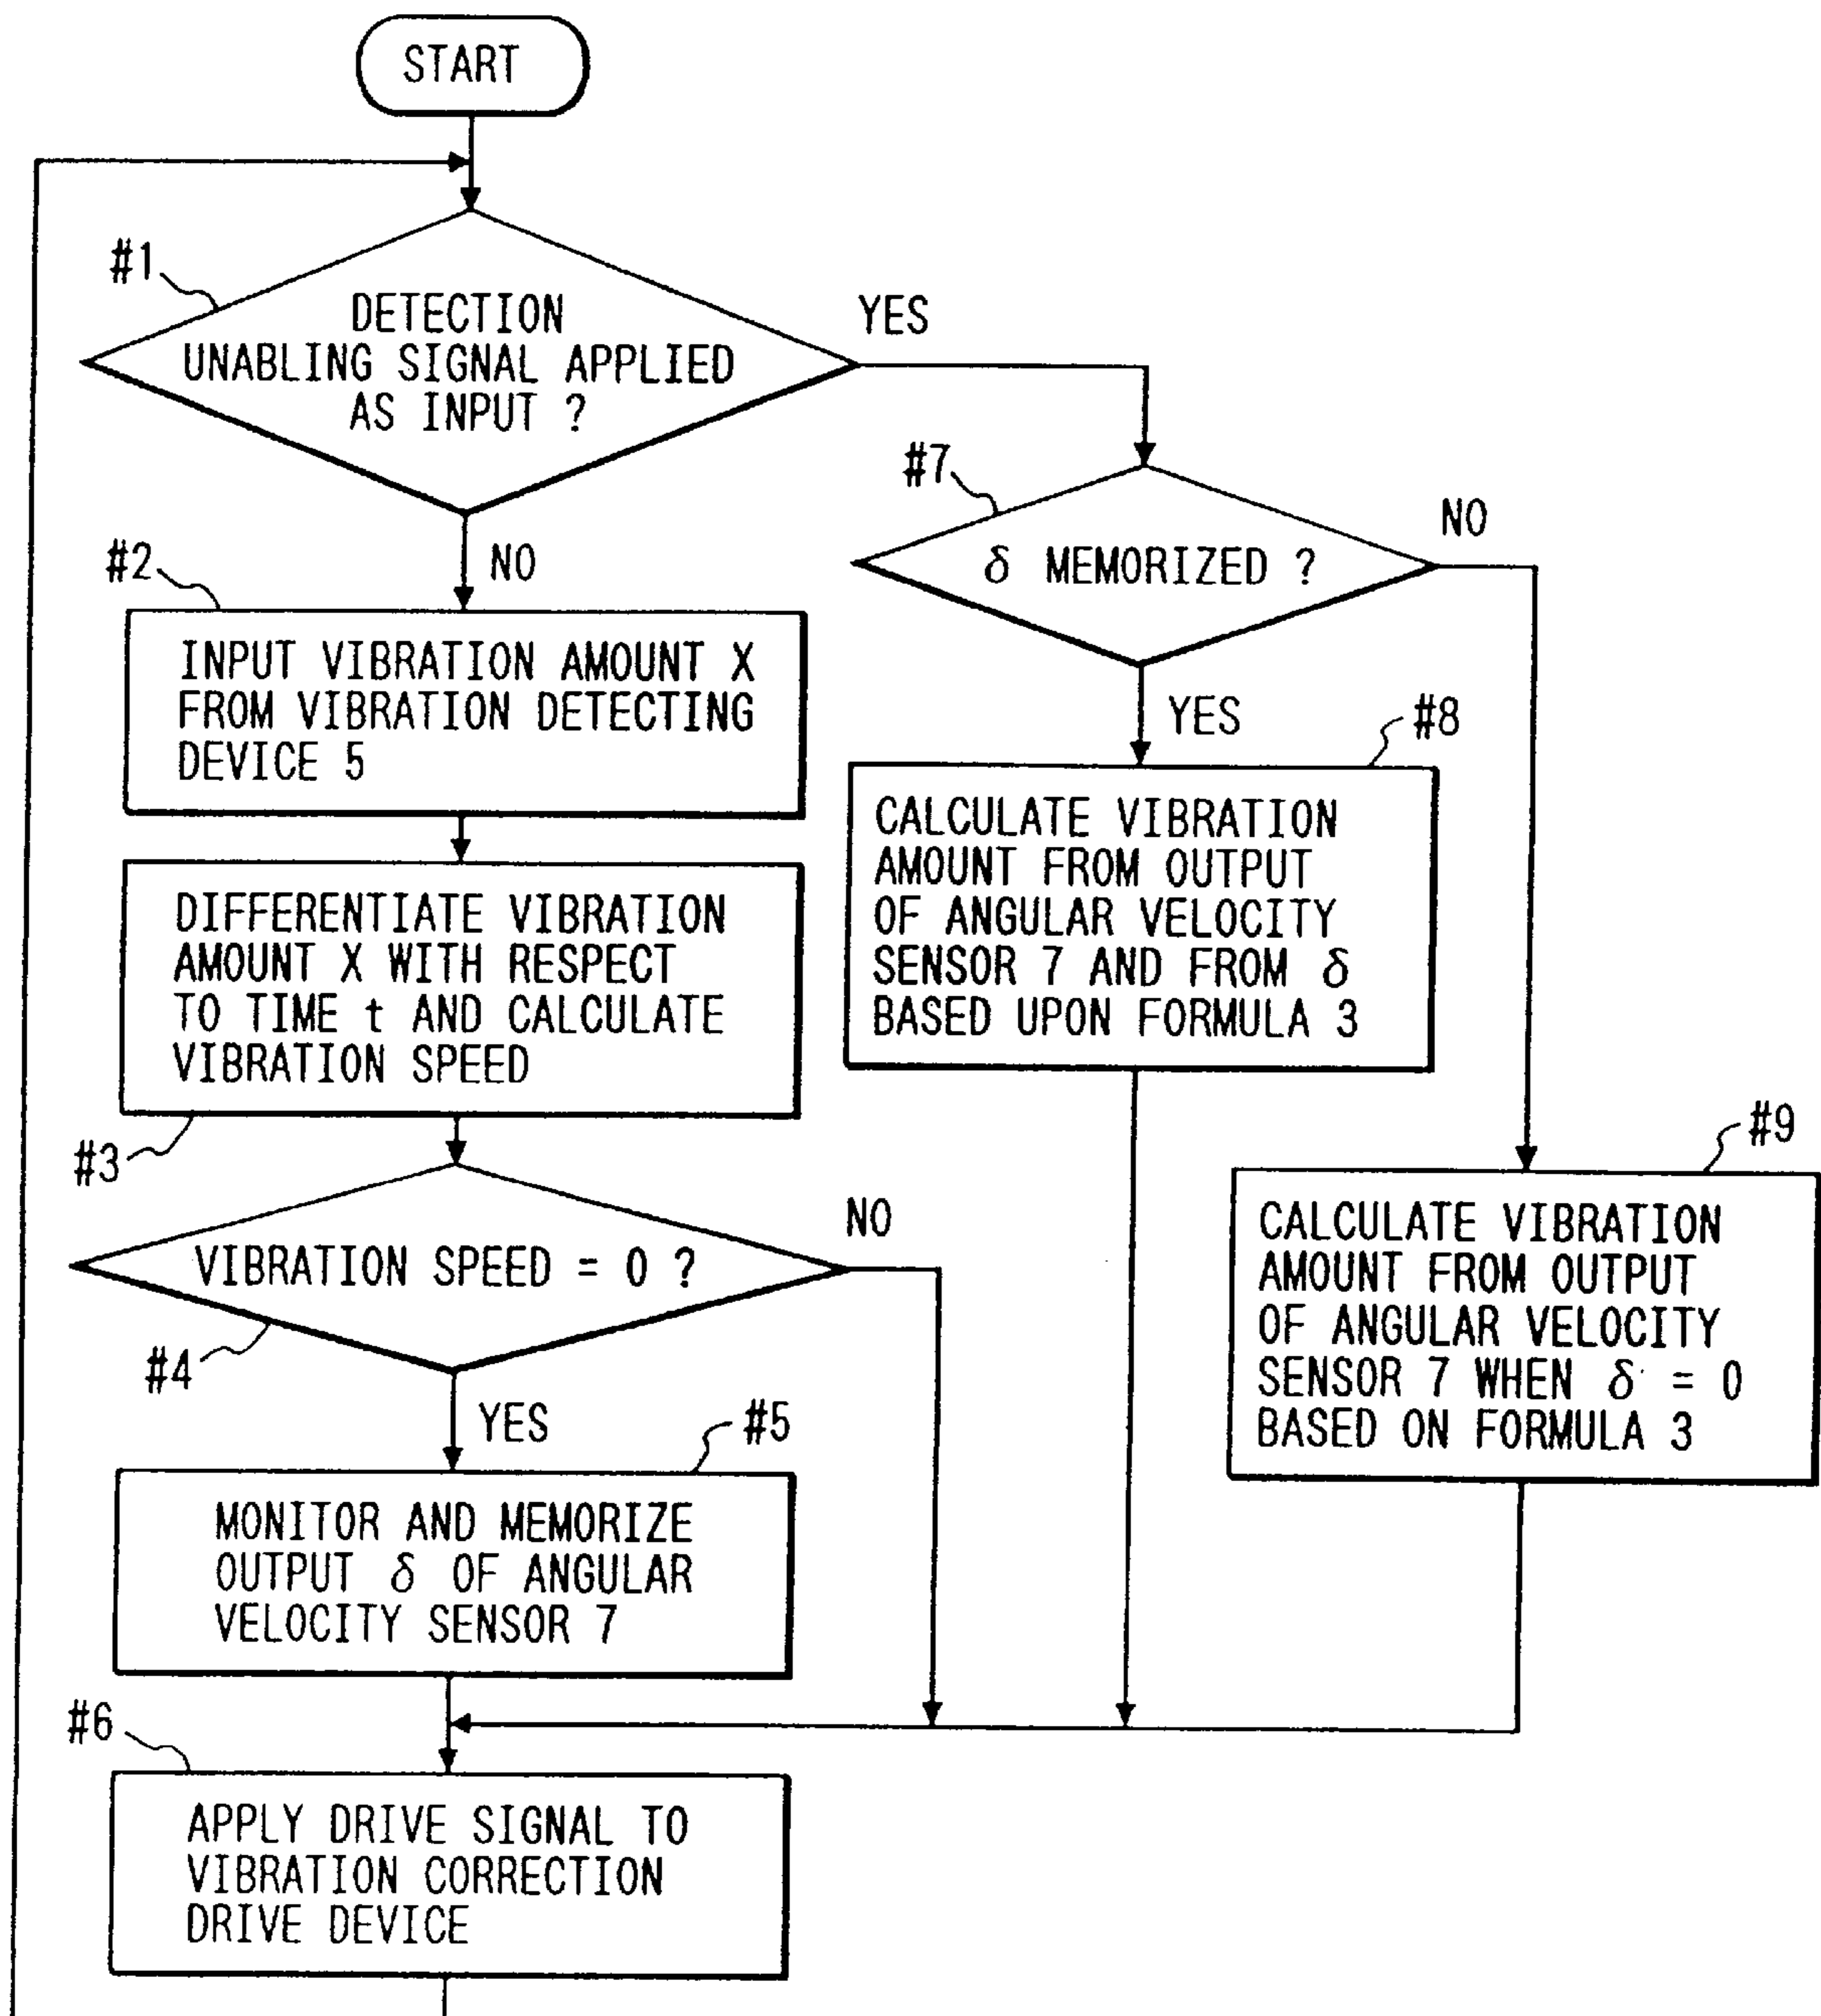 START
#1
DETECTION
UNABLING SIGNAL APPLIED
AS INPUT ?
YES
NO
#2
INPUT VIBRATION AMOUNT X
FROM VIBRATION DETECTING
DEVICE 5
#7
δ MEMORIZED ?
NO
YES
#8
CALCULATE VIBRATION
AMOUNT FROM OUTPUT
OF ANGULAR VELOCITY
SENSOR 7 AND FROM δ
BASED UPON FORMULA 3
DIFFERENTIATE VIBRATION
AMOUNT X WITH RESPECT
TO TIME t AND CALCULATE
VIBRATION SPEED
#3
VIBRATION SPEED = 0 ?
NO
#4
YES
#9
CALCULATE VIBRATION
AMOUNT FROM OUTPUT
OF ANGULAR VELOCITY
SENSOR 7 WHEN δ = 0
BASED ON FORMULA 3
#5
MONITOR AND MEMORIZE
OUTPUT δ OF ANGULAR
VELOCITY SENSOR 7
#6
APPLY DRIVE SIGNAL TO
VIBRATION CORRECTION
DRIVE DEVICE